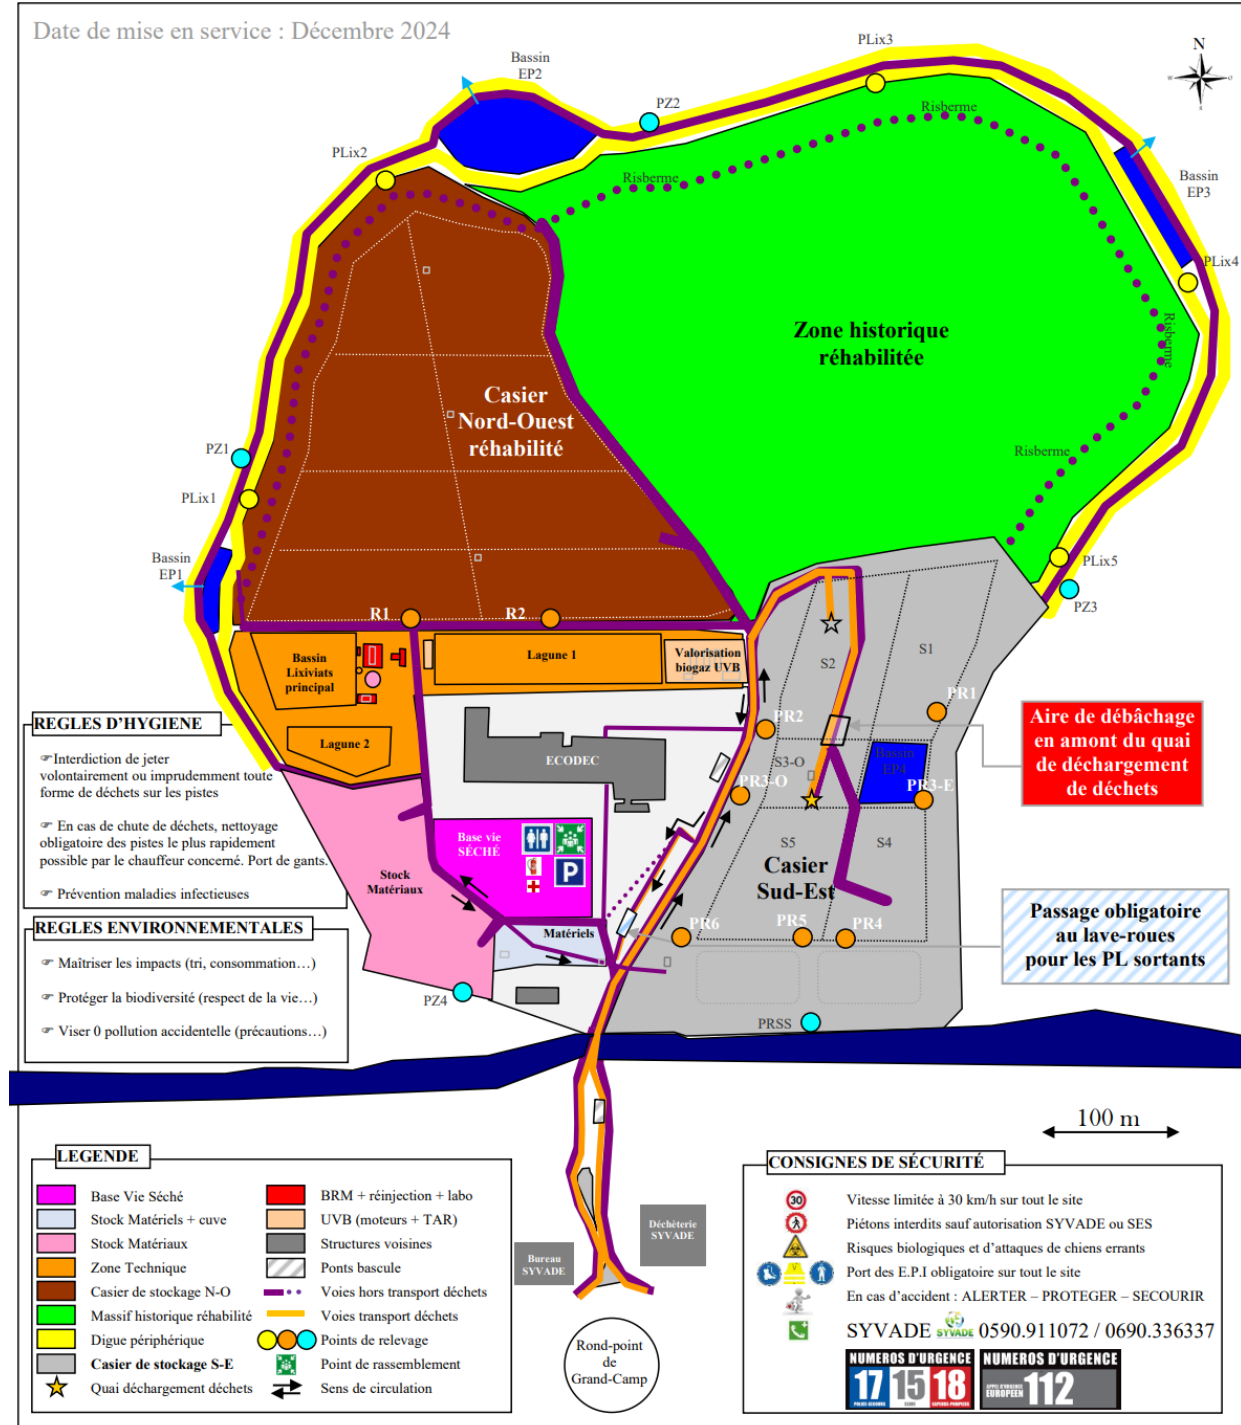 Date de mise en service : Décembre 2024
Bassin
EP2
PLix3
N
PZ2
Risberme
PLix2
Risberme
Bassin
EP3
PLix4
Zone historique
réhabilitée
Risberme
Casier
Nord-Ouest
réhabilité
Risberme
PZ1
PLix1
Bassin
EP1
PLix5
PZ3
R1
R2
Bassin
Lixiviats
principal
Lagune 1
Valorisation
biogaz UVB
S1
S2
PR1
PR2
Lagune 2
ECODEC
S3-O
Bassin
EP4
PR3-O
PR3-E
Aire de débâchage
en amont du quai
de déchargement
de déchets
REGLES D'HYGIENE
☞Interdiction de jeter
volontairement ou imprudemment toute
forme de déchets sur les pistes
☞ En cas de chute de déchets, nettoyage
obligatoire des pistes le plus rapidement
possible par le chauffeur concerné. Port de gants.
☞ Prévention maladies infectieuses
Base vie
SÉCHÉ
P
S5
S4
Stock
Matériaux
Casier
Sud-Est
Matériels
PR6
PR5
PR4
Passage obligatoire
au lave-roues
pour les PL sortants
REGLES ENVIRONNEMENTALES
☞ Maîtriser les impacts (tri, consommation…)
☞ Protéger la biodiversité (respect de la vie…)
☞ Viser 0 pollution accidentelle (précautions…)
PZ4
PRSS
100 m
LEGENDE
Base Vie Séché
Stock Matériels + cuve
Stock Matériaux
Zone Technique
Casier de stockage N-O
Massif historique réhabilité
Digue périphérique
Casier de stockage S-E
Quai déchargement déchets
BRM + réinjection + labo
UVB (moteurs + TAR)
Structures voisines
Ponts bascule
Voies hors transport déchets
Voies transport déchets
Points de relevage
Point de rassemblement
Sens de circulation
Bureau
SYVADE
Déchèterie
SYVADE
Rond-point
de
Grand-Camp
CONSIGNES DE SÉCURITÉ
30
Vitesse limitée à 30 km/h sur tout le site
Piétons interdits sauf autorisation SYVADE ou SES
Risques biologiques et d'attaques de chiens errants
Port des E.P.I obligatoire sur tout le site
En cas d'accident : ALERTER – PROTEGER – SECOURIR
SYVADE SYVADE 0590.911072 / 0690.336337
NUMEROS D'URGENCE
17 15 18
POLICE-SECOURS SAMU SAPEURS-POMPIERS
NUMEROS D'URGENCE
APPEL D'URGENCE
EUROPEEN 112